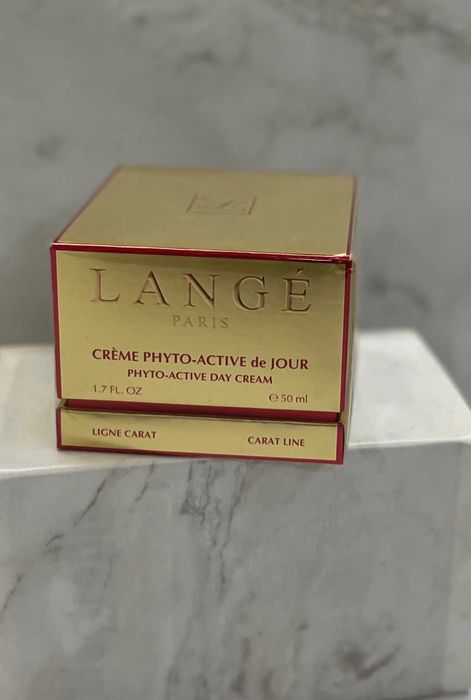 LANGÉ
PARIS
CRÈME PHYTO-ACTIVE de JOUR
PHYTO-ACTIVE DAY CREAM
1.7 FL. OZ ℮ 50 ml
LIGNE CARAT CARAT LINE